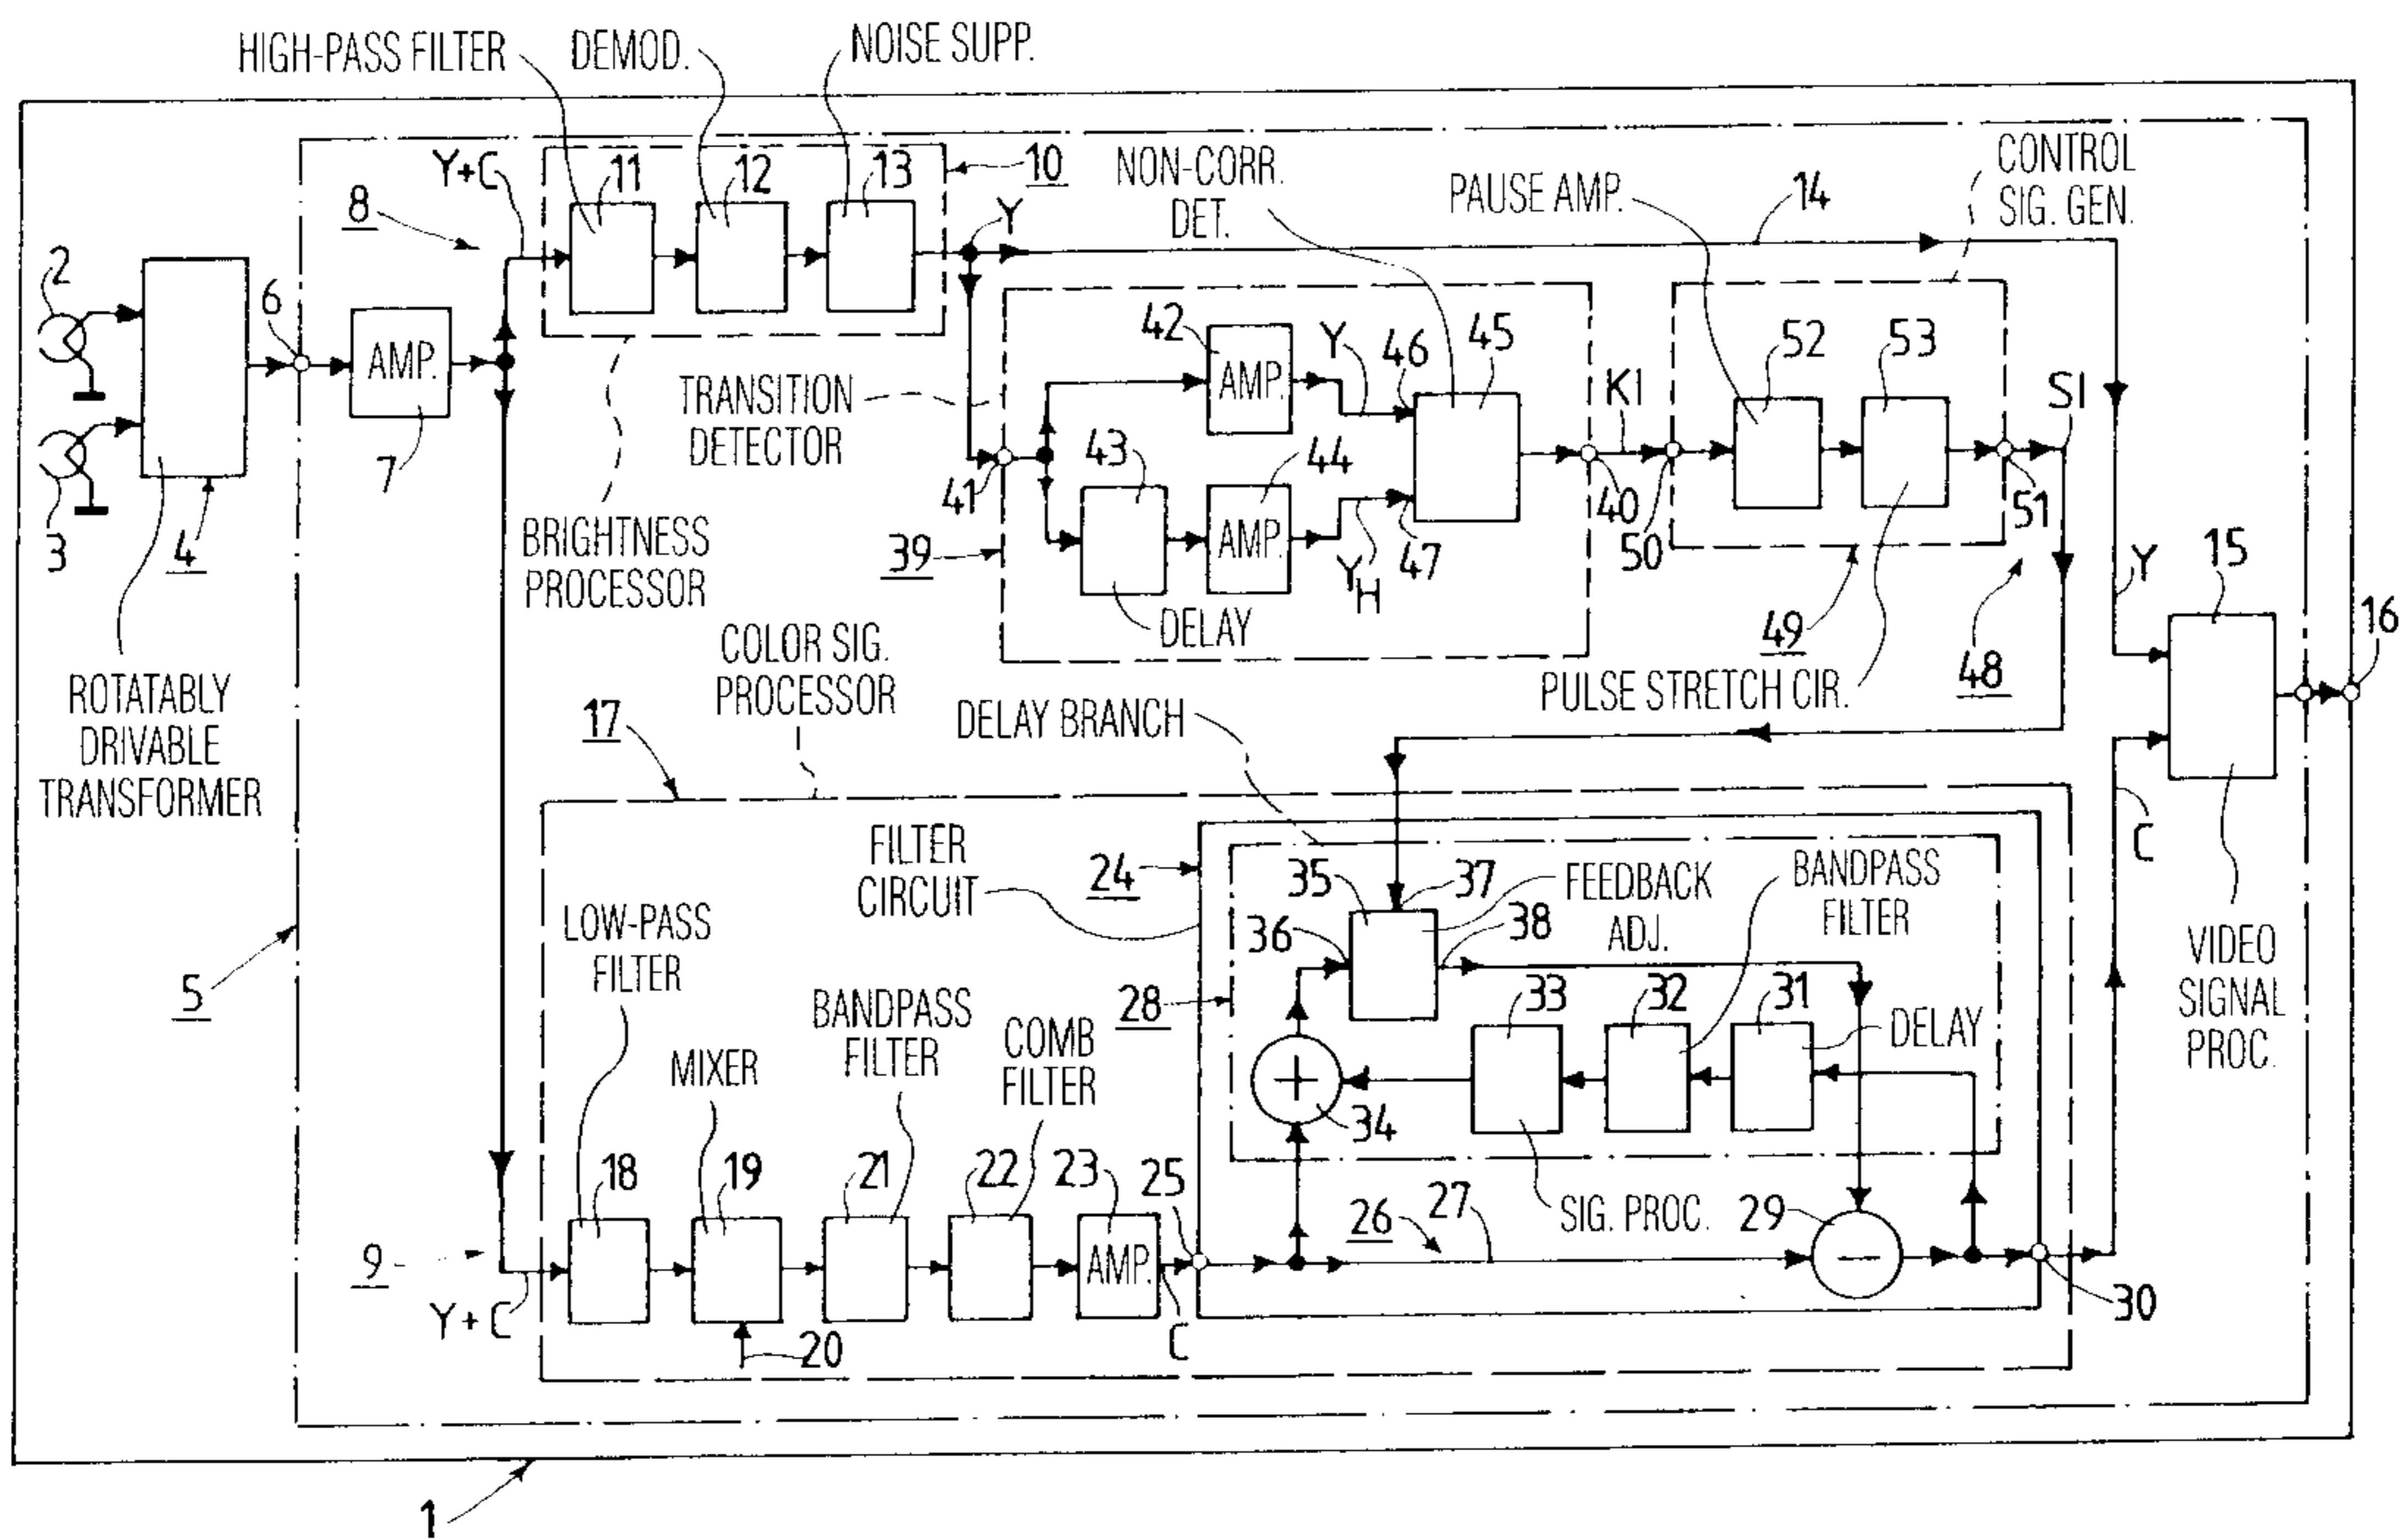 HIGH-PASS FILTER
DEMOD.
NOISE SUPP.
Y+C
11
12
13
10
8
Y
NON-CORR.
DET.
PAUSE AMP.
14
CONTROL
SIG. GEN.
2
6
AMP.
7
3
4
ROTATABLY
DRIVABLE
TRANSFORMER
TRANSITION
DETECTOR
BRIGHTNESS
PROCESSOR
42
AMP.
Y
46
45
43
44
AMP.
41
39
YH
47
DELAY
40
K1
50
52
53
51
S1
49
48
PULSE STRETCH CIR.
Y
15
16
COLOR SIG.
PROCESSOR
17
DELAY BRANCH
FILTER
CIRCUIT
24
35
37
FEEDBACK
ADJ.
36
38
BANDPASS
FILTER
28
33
32
31
DELAY
+
34
SIG. PROC.
C
VIDEO
SIGNAL
PROC.
5
LOW-PASS
FILTER
MIXER
BANDPASS
FILTER
COMB
FILTER
18
19
21
22
23
AMP.
25
26
27
29
−
30
9
Y+C
20
C
1